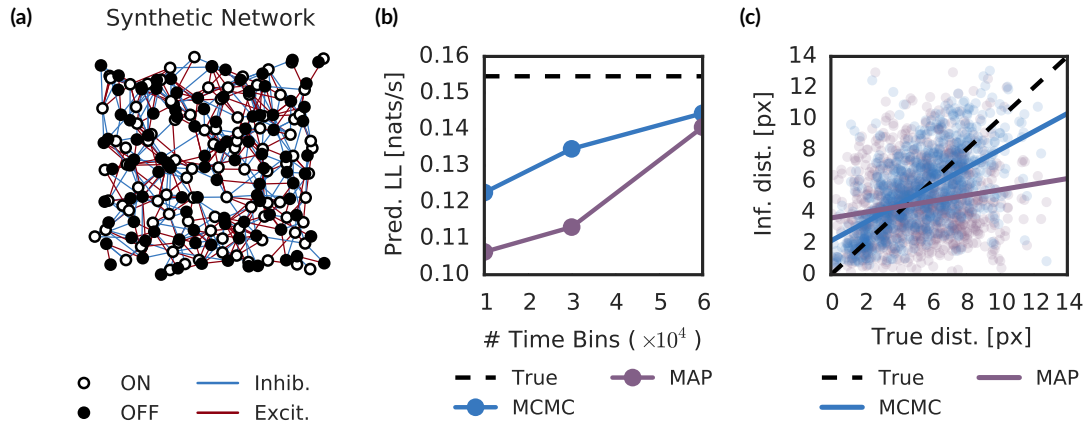 (a)
Synthetic Network
ON
OFF
Inhib.
Excit.
(b)
Pred. LL [nats/s]
0.16
0.15
0.14
0.13
0.12
0.11
0.10
1 2 3 4 5 6
# Time Bins ( ×10⁴ )
True
MAP
MCMC
(c)
Inf. dist. [px]
14
12
10
8
6
4
2
0
0 2 4 6 8 10 12 14
True dist. [px]
True
MAP
MCMC